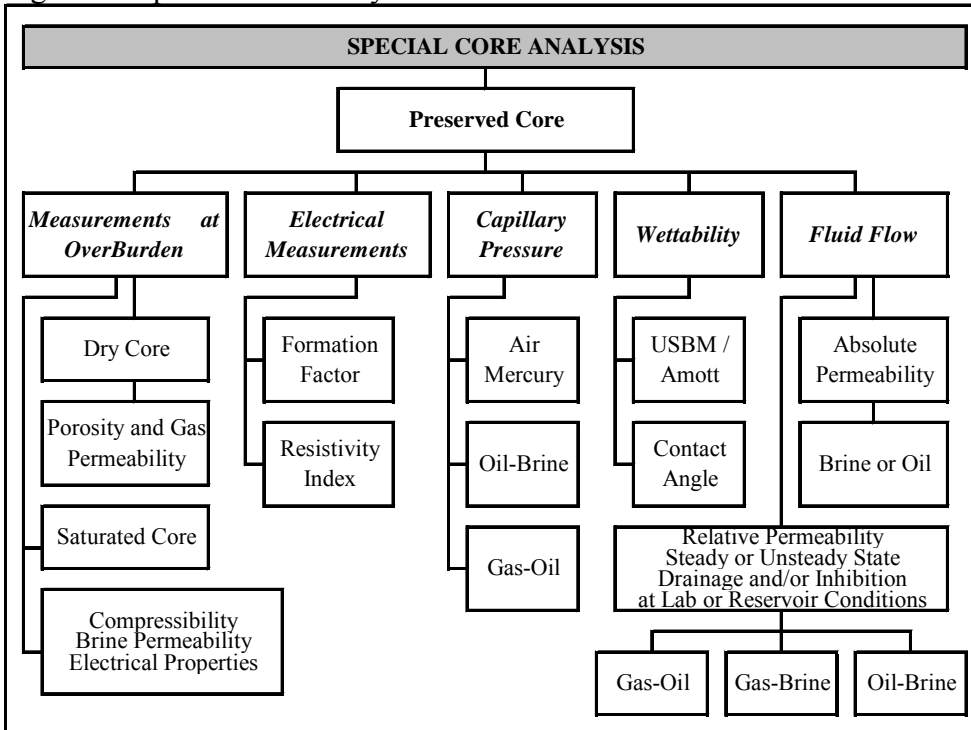 SPECIAL CORE ANALYSIS
Preserved Core
Measurements at
OverBurden
Electrical
Measurements
Capillary
Pressure
Wettability
Fluid Flow
Dry Core
Porosity and Gas
Permeability
Saturated Core
Compressibility
Brine Permeability
Electrical Properties
Formation
Factor
Resistivity
Index
Air
Mercury
Oil-Brine
Gas-Oil
USBM /
Amott
Contact
Angle
Absolute
Permeability
Brine or Oil
Relative Permeability
Steady or Unsteady State
Drainage and/or Inhibition
at Lab or Reservoir Conditions
Gas-Oil
Gas-Brine
Oil-Brine